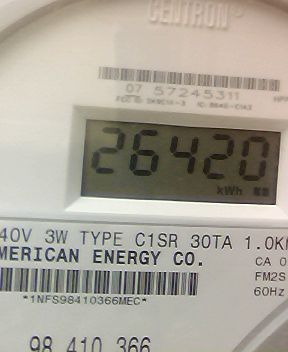 CENTRON
07 57245311
26420
kWh
40V 3W TYPE C1SR 30TA 1.0K
MERICAN ENERGY CO.
CA 0
FM2S
*1NFS98410366MEC*
60Hz
98 410 366